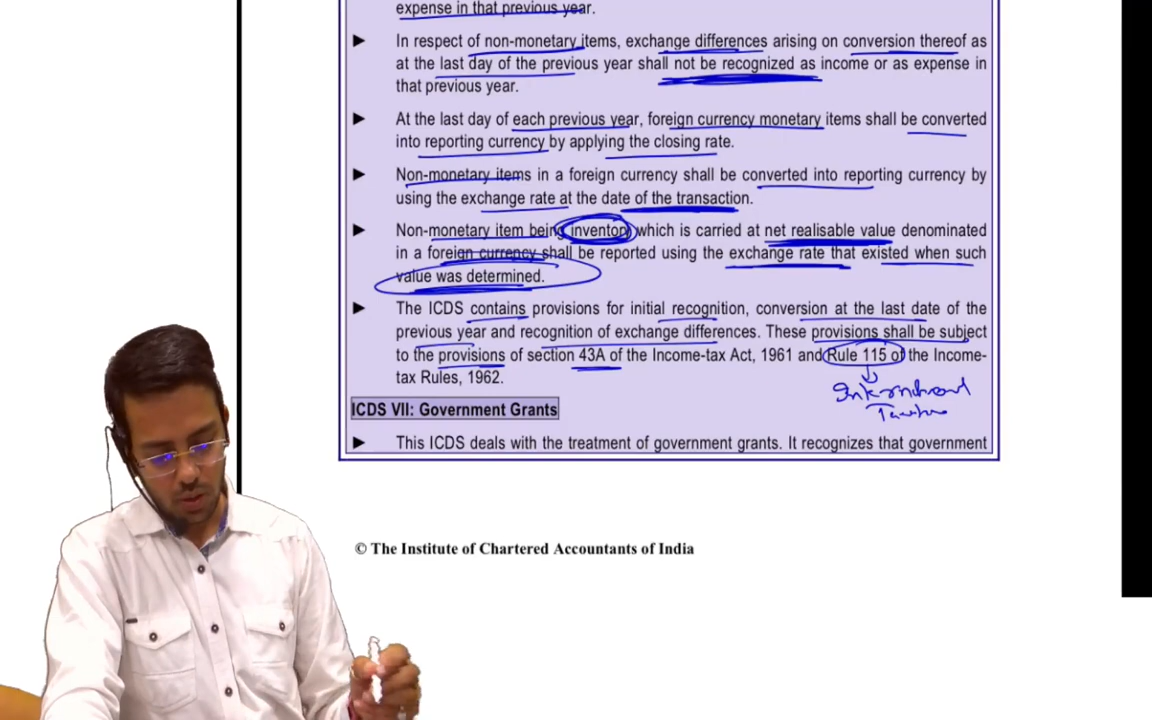 expense in that previous year.
► In respect of non-monetary items, exchange differences arising on conversion thereof as
at the last day of the previous year shall not be recognized as income or as expense in
that previous year.
► At the last day of each previous year, foreign currency monetary items shall be converted
into reporting currency by applying the closing rate.
► Non-monetary items in a foreign currency shall be converted into reporting currency by
using the exchange rate at the date of the transaction.
► Non-monetary item being inventory which is carried at net realisable value denominated
in a foreign currency shall be reported using the exchange rate that existed when such
value was determined.
► The ICDS contains provisions for initial recognition, conversion at the last date of the
previous year and recognition of exchange differences. These provisions shall be subject
to the provisions of section 43A of the Income-tax Act, 1961 and Rule 115 of the Income-
tax Rules, 1962.
ICDS VII: Government Grants
► This ICDS deals with the treatment of government grants. It recognizes that government
© The Institute of Chartered Accountants of India